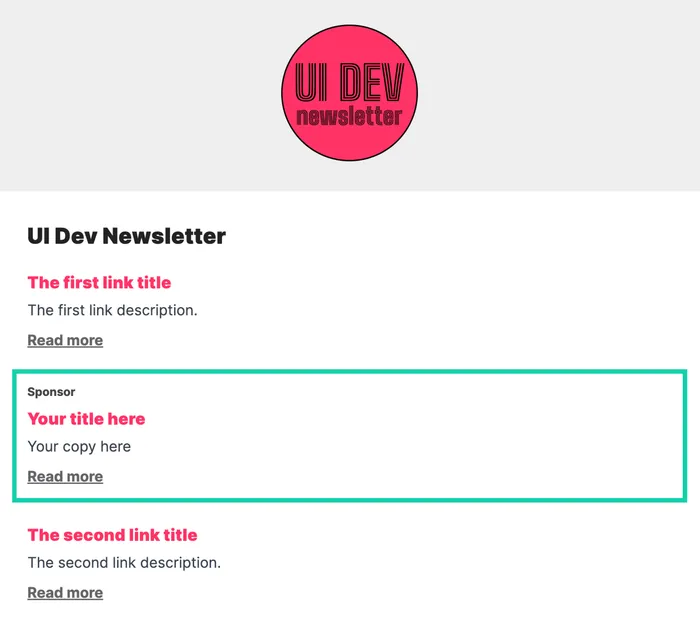 UI DEV
newsletter
UI Dev Newsletter
The first link title
The first link description.
Read more
Sponsor
Your title here
Your copy here
Read more
The second link title
The second link description.
Read more